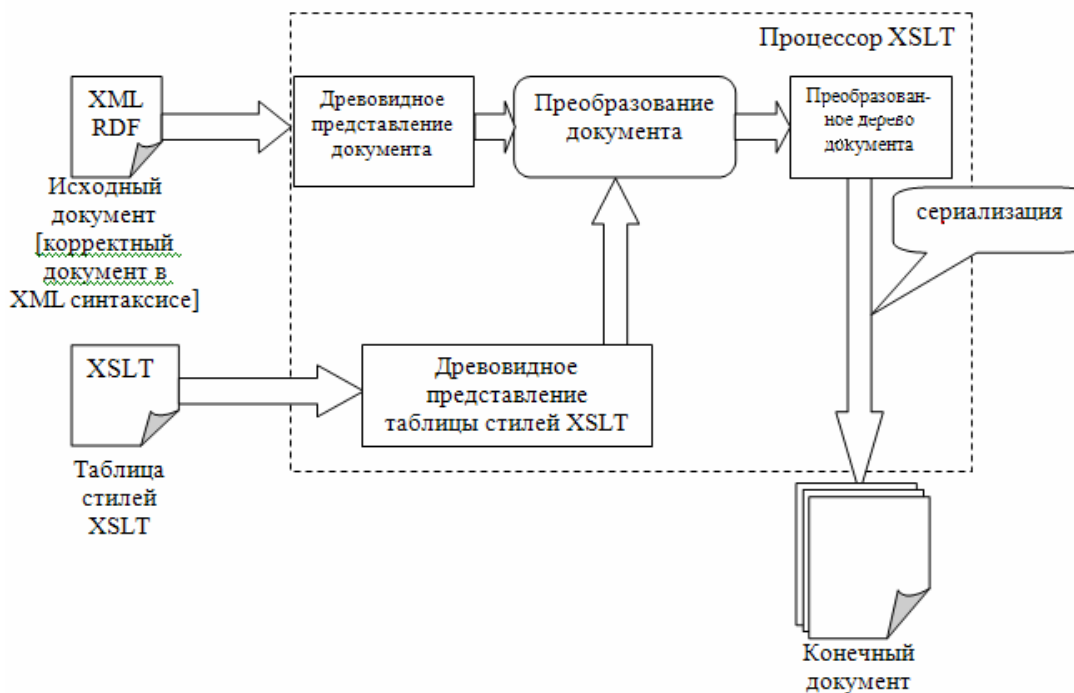 Процессор XSLT
XML
RDF
Древовидное
представление
документа
Преобразование
документа
Преобразован-
ное дерево
документа
Исходный
документ
[корректный
документ в
XML синтаксисе]
сериализация
XSLT
Древовидное
представление
таблицы стилей XSLT
Таблица
стилей
XSLT
Конечный
документ